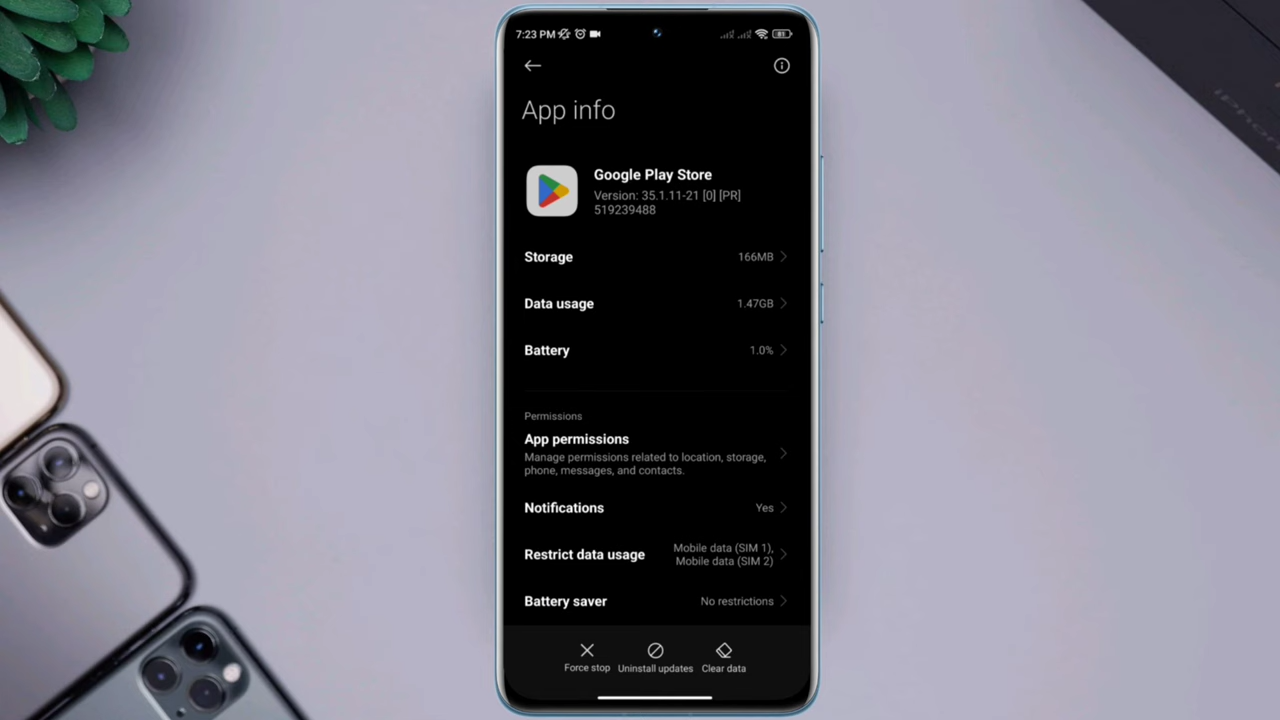 7:23 PM
81
App info
Google Play Store
Version: 35.1.11-21 [0] [PR]
519239488
Storage 166MB
Data usage 1.47GB
Battery 1.0%
Permissions
App permissions
Manage permissions related to location, storage,
phone, messages, and contacts.
Notifications Yes
Restrict data usage Mobile data (SIM 1),
Mobile data (SIM 2)
Battery saver No restrictions
Force stop Uninstall updates Clear data
iPhone